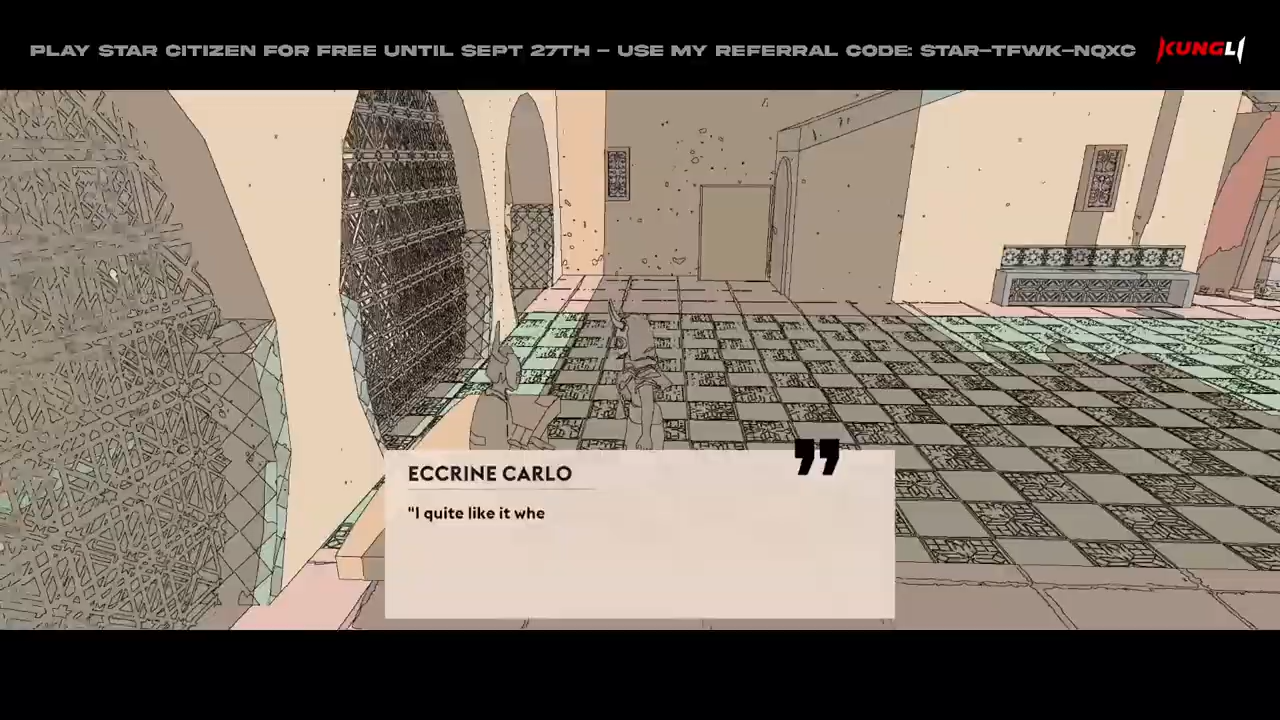 PLAY STAR CITIZEN FOR FREE UNTIL SEPT 27TH – USE MY REFERRAL CODE: STAR–TFWK–NQXC KUNGLI
ECCRINE CARLO
"I quite like it whe